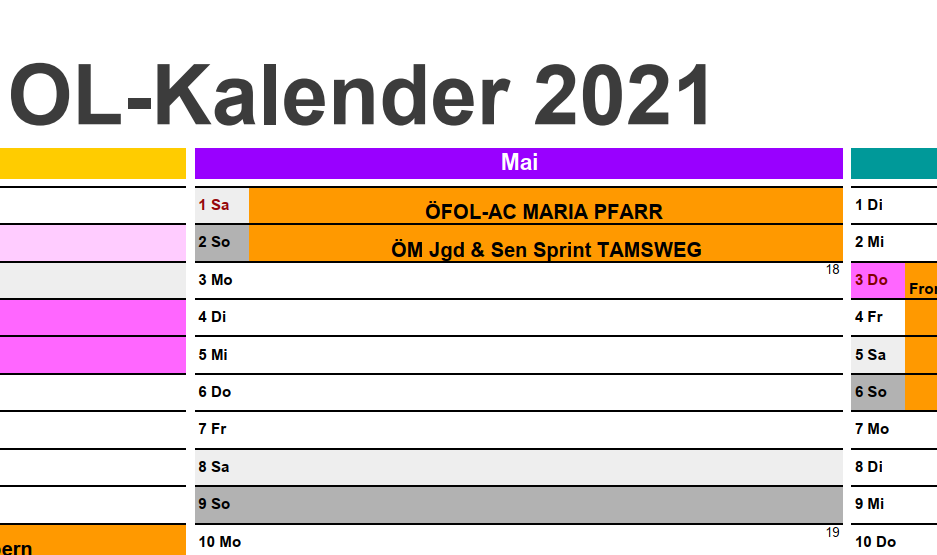 OL-Kalender 2021
Mai
1 Sa ÖFOL-AC MARIA PFARR
2 So ÖM Jgd & Sen Sprint TAMSWEG
3 Mo 18
4 Di
5 Mi
6 Do
7 Fr
8 Sa
9 So
10 Mo 19
1 Di
2 Mi
3 Do
4 Fr
5 Sa
6 So
7 Mo
8 Di
9 Mi
10 Do